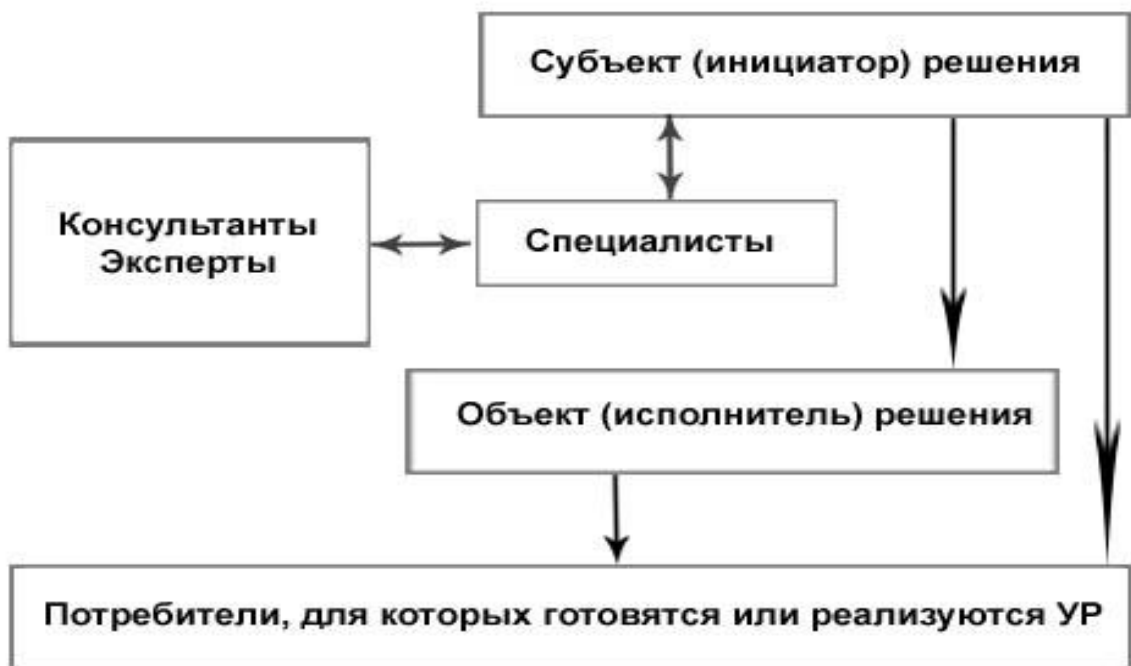 Субъект (инициатор) решения
Консультанты
Эксперты
Специалисты
Объект (исполнитель) решения
Потребители, для которых готовятся или реализуются УР